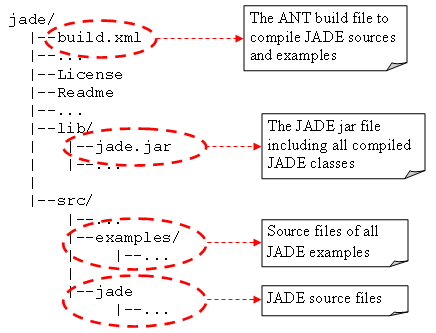 jade/
|--build.xml
|--...
|--License
|--Readme
|--...
|--lib/
|--jade.jar
|--...
|--src/
|--...
|--examples/
|--...
|--jade
|--...
The ANT build file to
compile JADE sources
and examples
The JADE jar file
including all compiled
JADE classes
Source files of all
JADE examples
JADE source files